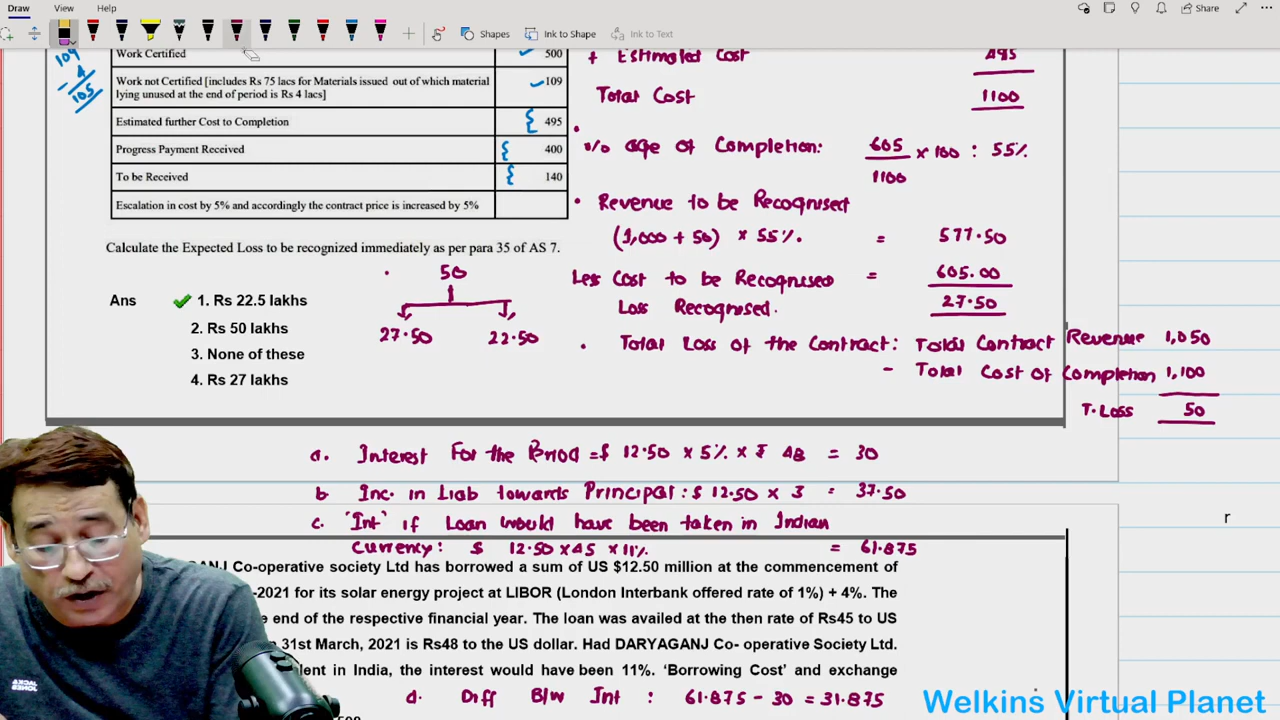 Draw View Help
Share
Shapes Ink to Shape Ink to Text
109
4
105
Work Certified 500
Work not Certified [includes Rs 75 lacs for Materials issued out of which material 109
lying unused at the end of period is Rs 4 lacs]
Estimated further Cost to Completion 495
Progress Payment Received 400
To be Received 140
Escalation in cost by 5% and accordingly the contract price is increased by 5%
+ Estimated Cost 495
Total Cost 1100
% age of Completion: 605 × 100 : 55%
1100
• Revenue to be Recognised
(1,000 + 50) × 55%. = 577.50
Less Cost to be Recognised = 605.00
Loss Recognised. 27.50
Calculate the Expected Loss to be recognized immediately as per para 35 of AS 7.
50
27.50 22.50
Ans 1. Rs 22.5 lakhs
2. Rs 50 lakhs
3. None of these
4. Rs 27 lakhs
• Total Loss of the Contract: Total Contract Revenue 1,050
- Total Cost of Completion 1,100
T. Loss 50
a. Interest For the Period = $ 12.50 × 5% × ₹ 48 = 30
b Inc. in Liab towards Principal : $ 12.50 × 3 = 37.50
c. 'Int' if Loan would have been taken in Indian
Currency: $ 12.50 × 45 × 11% = 61.875
r
Co-operative society Ltd has borrowed a sum of US $12.50 million at the commencement of
-2021 for its solar energy project at LIBOR (London Interbank offered rate of 1%) + 4%. The
end of the respective financial year. The loan was availed at the then rate of Rs45 to US
31st March, 2021 is Rs48 to the US dollar. Had DARYAGANJ Co- operative Society Ltd.
in India, the interest would have been 11%. 'Borrowing Cost' and exchange
d. Diff B/w Int : 61.875 - 30 = 31.875
Welkins Virtual Planet